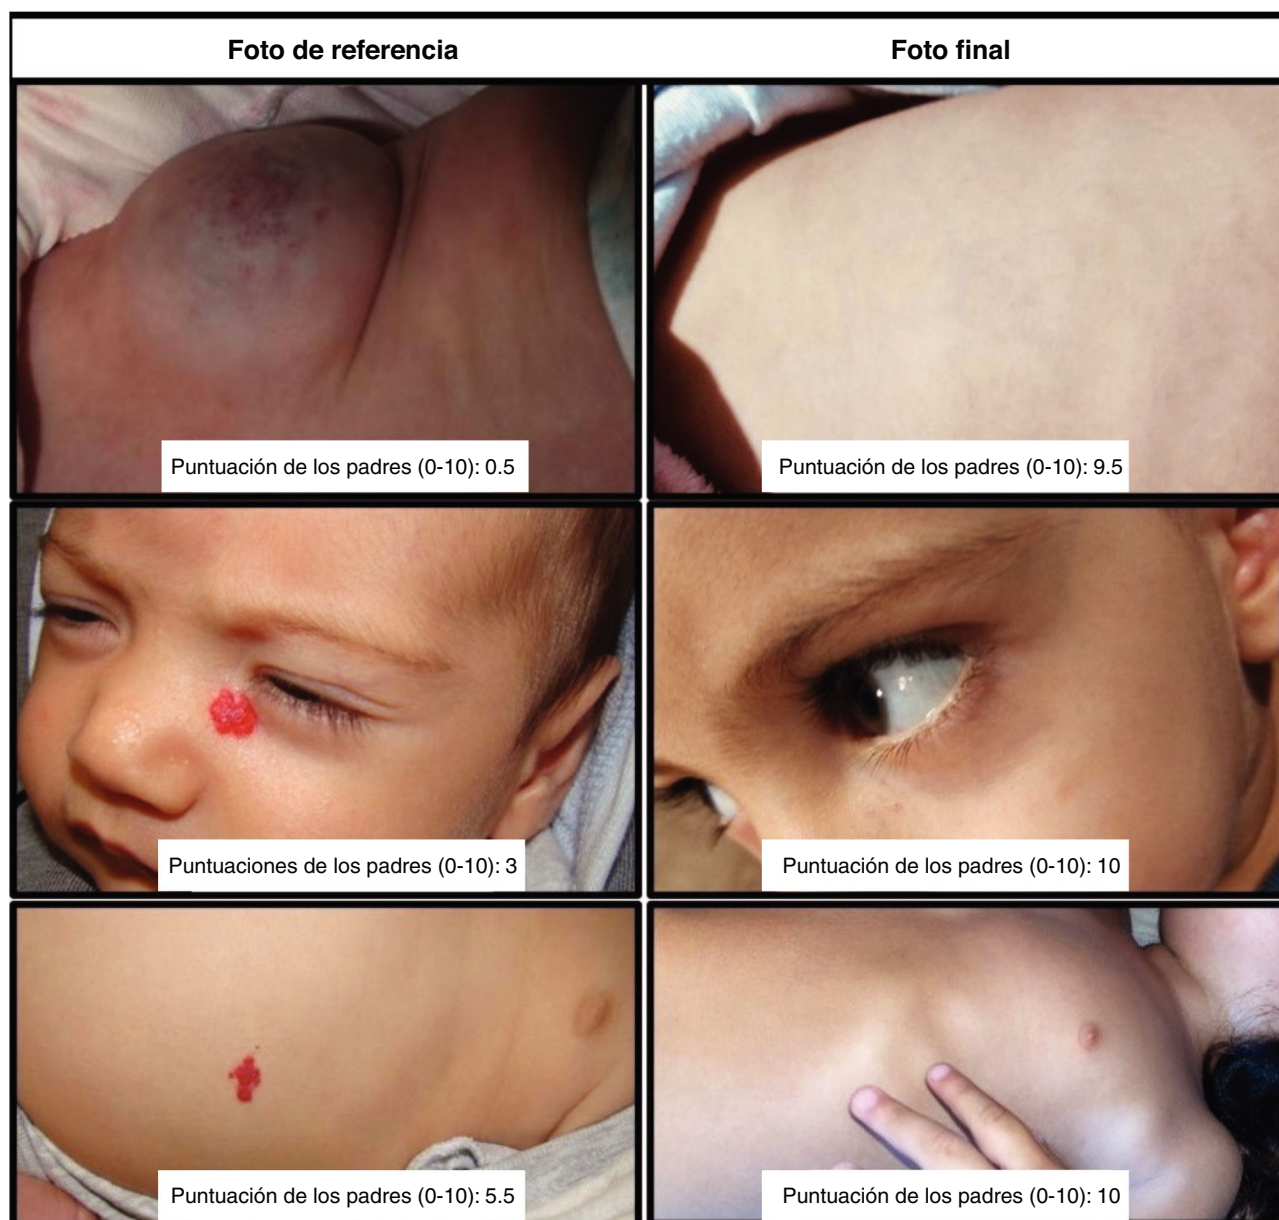 Foto de referencia
Foto final
Puntuación de los padres (0-10): 0.5
Puntuación de los padres (0-10): 9.5
Puntuaciones de los padres (0-10): 3
Puntuación de los padres (0-10): 10
Puntuación de los padres (0-10): 5.5
Puntuación de los padres (0-10): 10